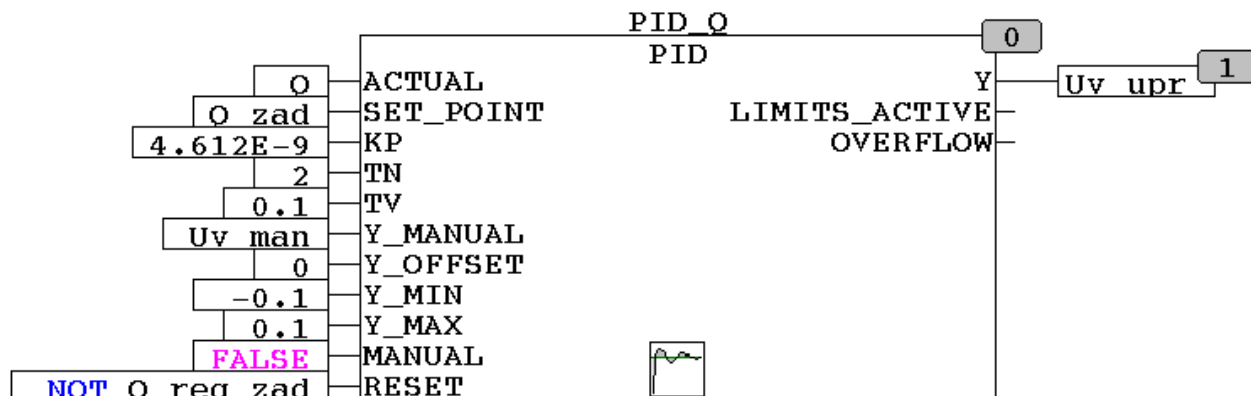 PID_Q
0
PID
1
Q ACTUAL Y Uv_upr
Q_zad SET_POINT LIMITS_ACTIVE
4.612E-9 KP OVERFLOW
2 TN
0.1 TV
Uv_man Y_MANUAL
0 Y_OFFSET
-0.1 Y_MIN
0.1 Y_MAX
FALSE MANUAL
NOT Q_reg_zad RESET